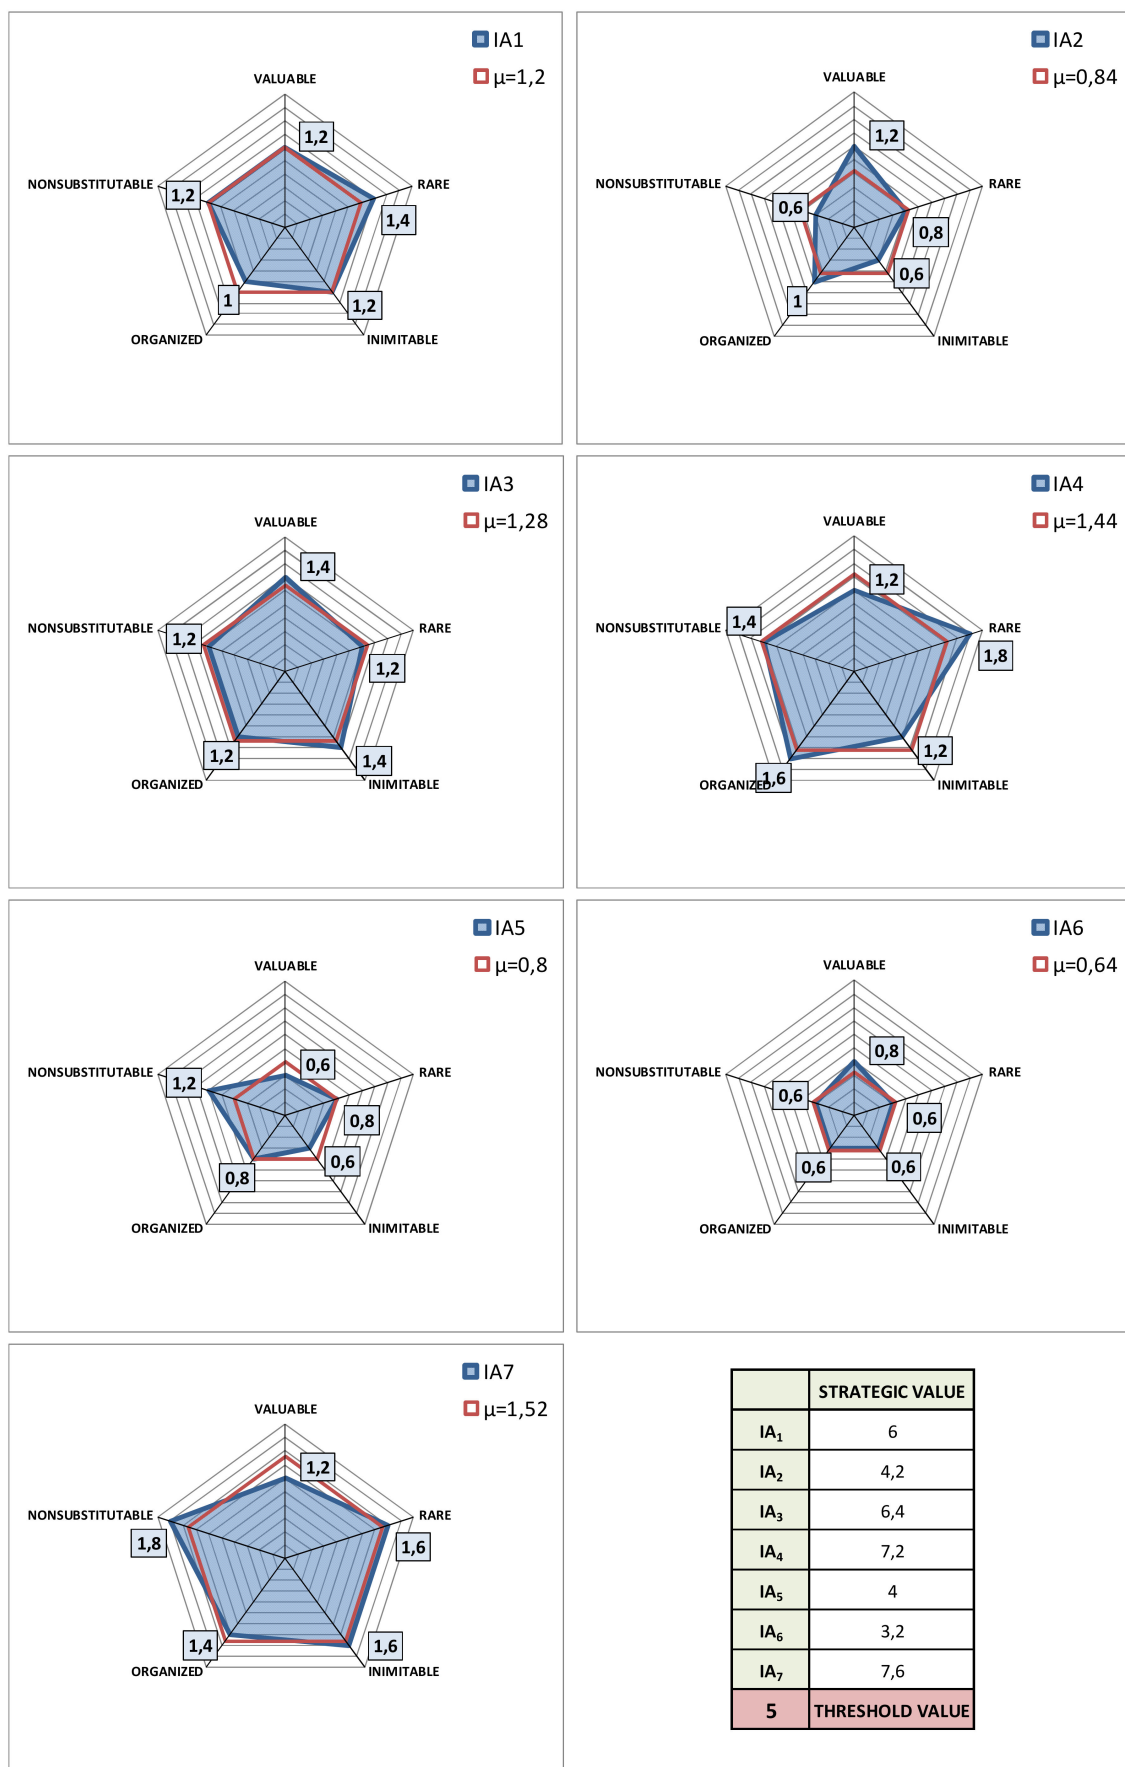 IA1
μ=1,2
VALUABLE
1,2
RARE
1,4
NONSUBSTITUTABLE
1,2
1
1,2
ORGANIZED
INIMITABLE
IA2
μ=0,84
VALUABLE
1,2
NONSUBSTITUTABLE
RARE
0,6
0,8
0,6
1
ORGANIZED
INIMITABLE
IA3
μ=1,28
VALUABLE
1,4
NONSUBSTITUTABLE
RARE
1,2
1,2
1,2
1,4
ORGANIZED
INIMITABLE
IA4
μ=1,44
VALUABLE
1,2
1,4
NONSUBSTITUTABLE
RARE
1,8
1,2
1,6
ORGANIZED
INIMITABLE
IA5
μ=0,8
VALUABLE
0,6
NONSUBSTITUTABLE
RARE
1,2
0,8
0,6
0,8
ORGANIZED
INIMITABLE
IA6
μ=0,64
VALUABLE
0,8
NONSUBSTITUTABLE
RARE
0,6
0,6
0,6
0,6
ORGANIZED
INIMITABLE
IA7
μ=1,52
VALUABLE
1,2
NONSUBSTITUTABLE
RARE
1,8
1,6
1,4
1,6
ORGANIZED
INIMITABLE
STRATEGIC VALUE
IA1 6
IA2 4,2
IA3 6,4
IA4 7,2
IA5 4
IA6 3,2
IA7 7,6
5 THRESHOLD VALUE